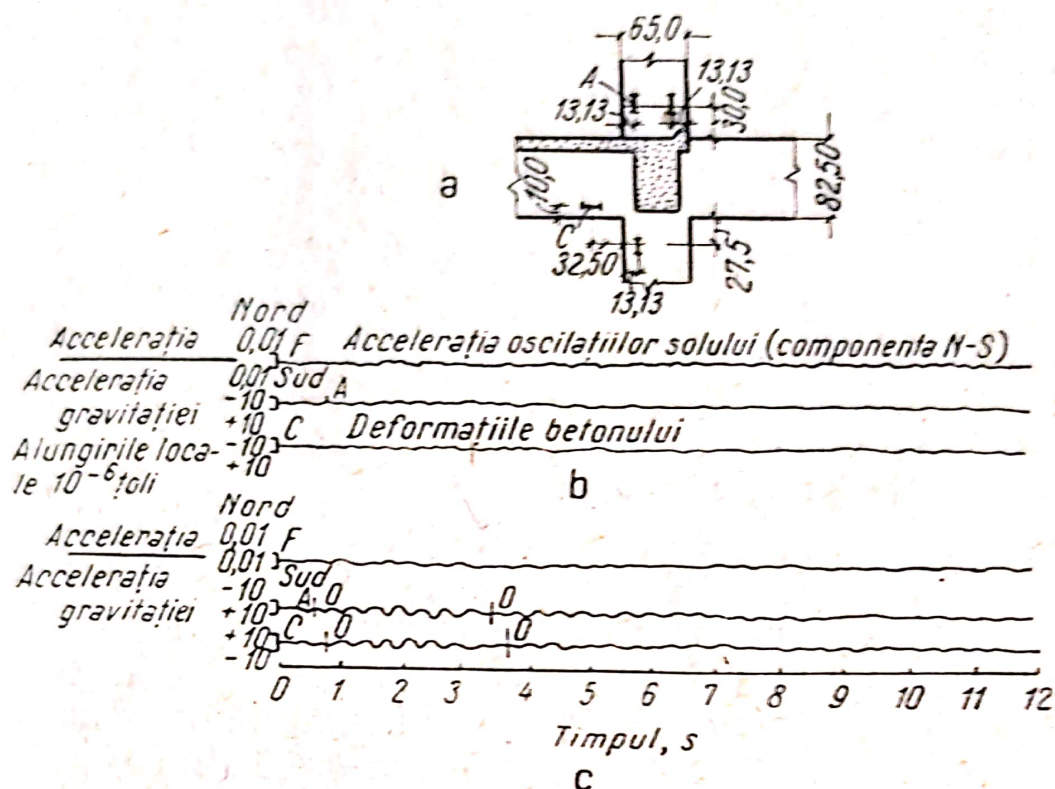 65,0
A
13,13
13,13
30,0
a
10,0
82,50
C
32,50
27,5
13,13
Nord
Accelerația 0,01 F Accelerația oscilațiilor solului (componenta N-S)
Accelerația 0,01 Sud
gravitației -10 A
+10 C Deformațiile betonului
Alungirile loca- -10
le 10⁻⁶ țoli +10
b
Nord
Accelerația 0,01 F
0,01
Accelerația Sud
gravitației -10 A 0 0
+10
+10 C 0 0
-10
0 1 2 3 4 5 6 7 8 9 10 11 12
Timpul, s
c